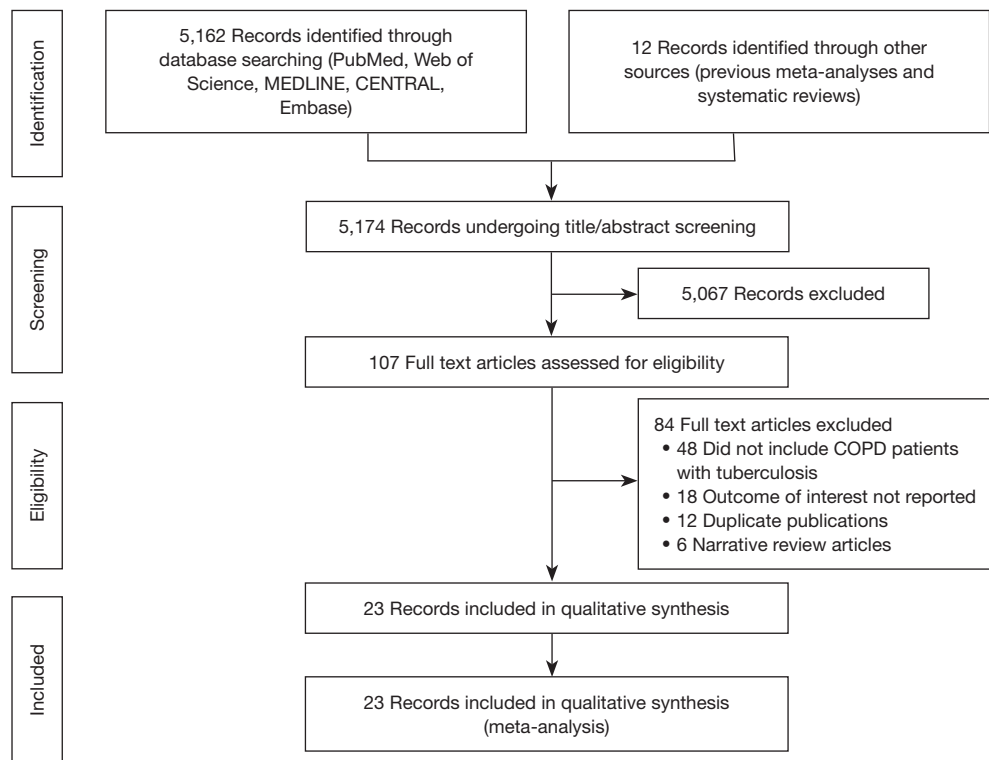 Identification
5,162 Records identified through
database searching (PubMed, Web of
Science, MEDLINE, CENTRAL,
Embase)
12 Records identified through other
sources (previous meta-analyses and
systematic reviews)
Screening
5,174 Records undergoing title/abstract screening
5,067 Records excluded
107 Full text articles assessed for eligibility
Eligibility
84 Full text articles excluded
• 48 Did not include COPD patients
with tuberculosis
• 18 Outcome of interest not reported
• 12 Duplicate publications
• 6 Narrative review articles
Included
23 Records included in qualitative synthesis
23 Records included in qualitative synthesis
(meta-analysis)